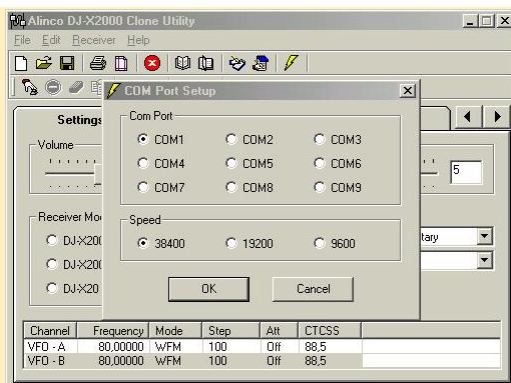 Alinco DJ-X2000 Clone Utility
File Edit Receiver Help
COM Port Setup
Settings
Com Port
COM1 COM2 COM3
COM4 COM5 COM6
COM7 COM8 COM9
Volume
5
Speed
38400 19200 9600
Receiver Mo
DJ-X200
DJ-X200
DJ-X20
tary
OK Cancel
Channel Frequency Mode Step Att CTCSS
VFO - A 80,00000 WFM 100 Off 88,5
VFO - B 80,00000 WFM 100 Off 88,5